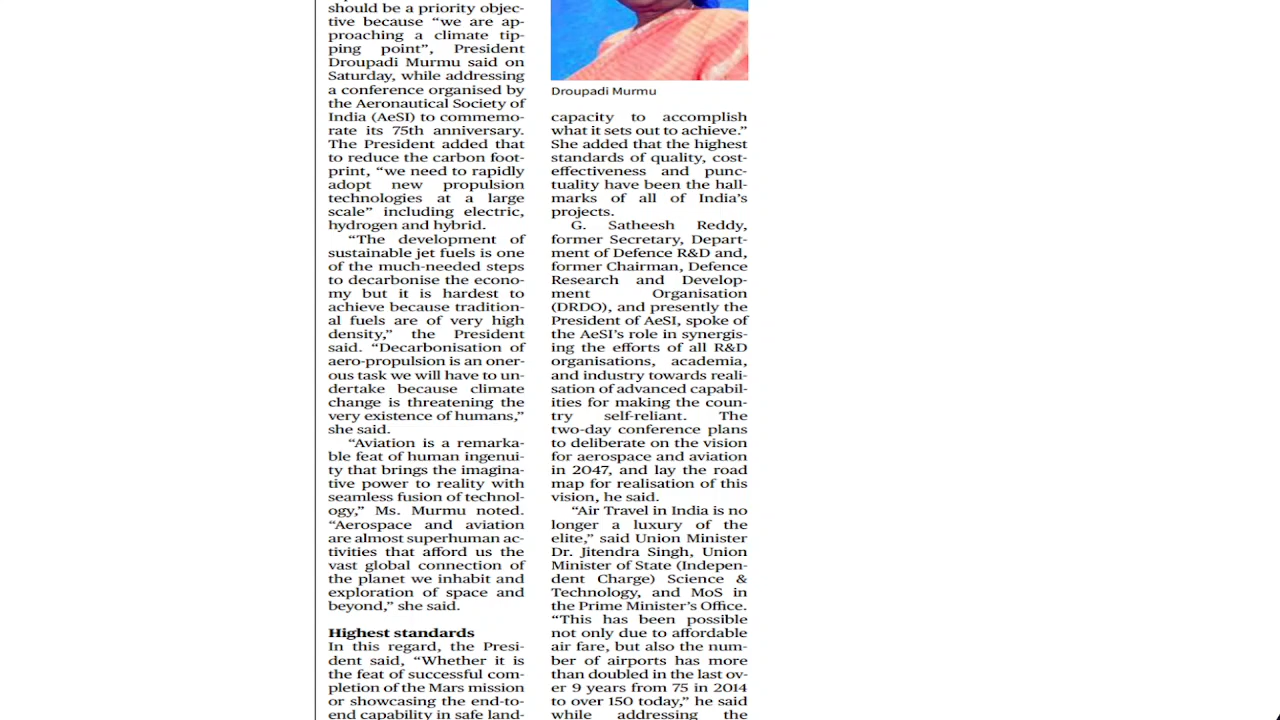 should be a priority objec-
tive because “we are ap-
proaching a climate tip-
ping point”, President
Droupadi Murmu said on
Saturday, while addressing
a conference organised by
the Aeronautical Society of
India (AeSI) to commemo-
rate its 75th anniversary.
The President added that
to reduce the carbon foot-
print, “we need to rapidly
adopt new propulsion
technologies at a large
scale” including electric,
hydrogen and hybrid.
“The development of
sustainable jet fuels is one
of the much-needed steps
to decarbonise the econo-
my but it is hardest to
achieve because tradition-
al fuels are of very high
density,” the President
said. “Decarbonisation of
aero-propulsion is an oner-
ous task we will have to un-
dertake because climate
change is threatening the
very existence of humans,”
she said.
“Aviation is a remarka-
ble feat of human ingenui-
ty that brings the imagina-
tive power to reality with
seamless fusion of technol-
ogy,” Ms. Murmu noted.
“Aerospace and aviation
are almost superhuman ac-
tivities that afford us the
vast global connection of
the planet we inhabit and
exploration of space and
beyond,” she said.
Highest standards
In this regard, the Presi-
dent said, “Whether it is
the feat of successful com-
pletion of the Mars mission
or showcasing the end-to-
end capability in safe land-
Droupadi Murmu
capacity to accomplish
what it sets out to achieve.”
She added that the highest
standards of quality, cost-
effectiveness and punc-
tuality have been the hall-
marks of all of India’s
projects.
G. Satheesh Reddy,
former Secretary, Depart-
ment of Defence R&D and,
former Chairman, Defence
Research and Develop-
ment Organisation
(DRDO), and presently the
President of AeSI, spoke of
the AeSI’s role in synergis-
ing the efforts of all R&D
organisations, academia,
and industry towards reali-
sation of advanced capabil-
ities for making the coun-
try self-reliant. The
two-day conference plans
to deliberate on the vision
for aerospace and aviation
in 2047, and lay the road
map for realisation of this
vision, he said.
“Air Travel in India is no
longer a luxury of the
elite,” said Union Minister
Dr. Jitendra Singh, Union
Minister of State (Indepen-
dent Charge) Science &
Technology, and MoS in
the Prime Minister’s Office.
“This has been possible
not only due to affordable
air fare, but also the num-
ber of airports has more
than doubled in the last ov-
er 9 years from 75 in 2014
to over 150 today,” he said
while addressing the